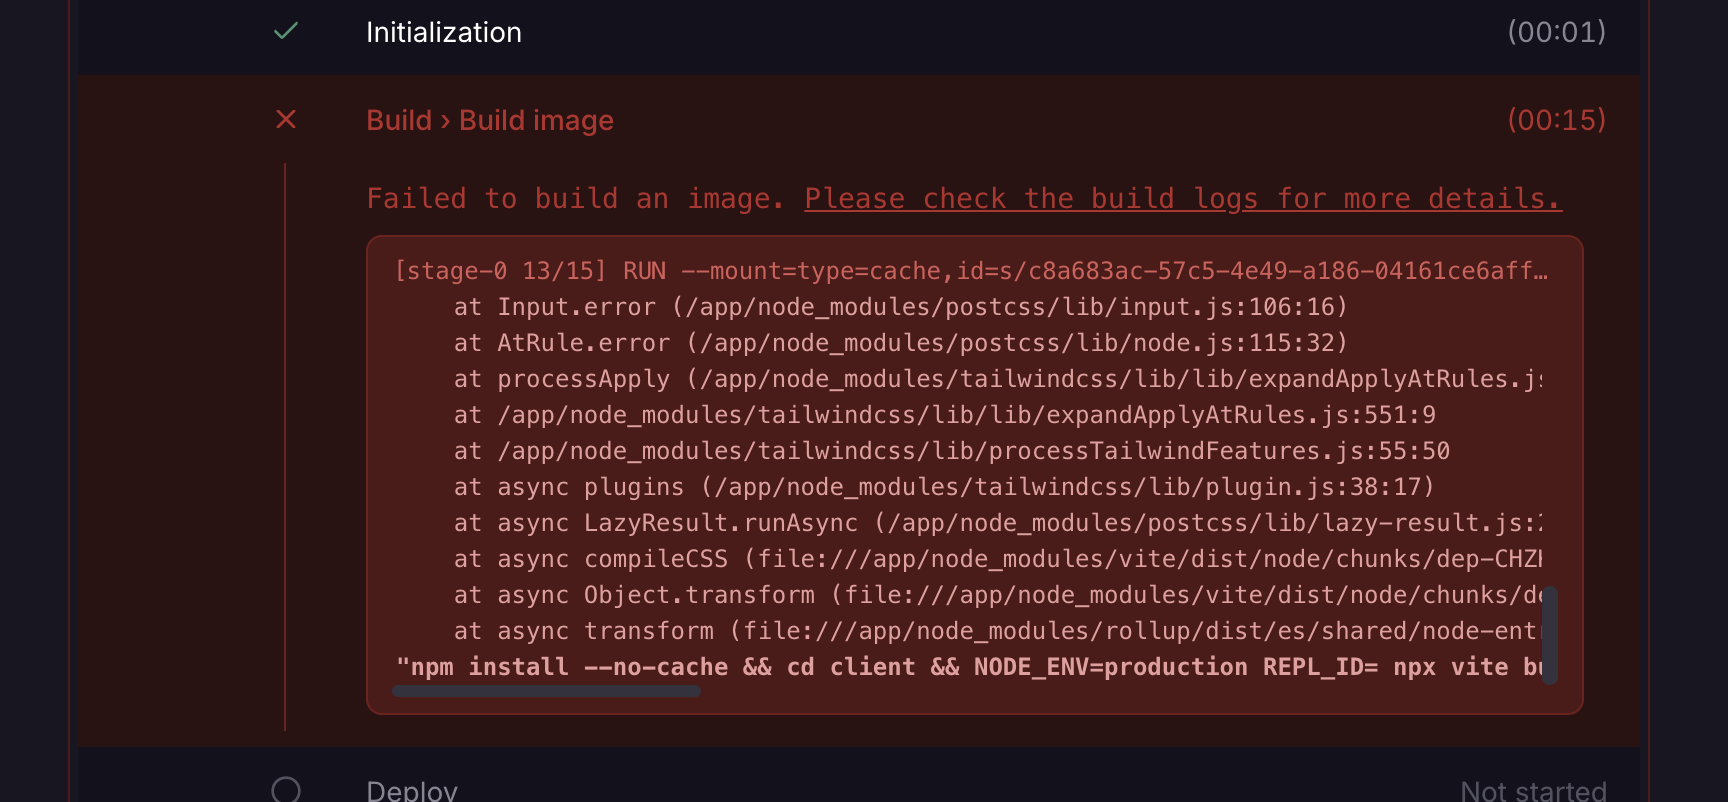 Initialization (00:01)
Build › Build image (00:15)
Failed to build an image. Please check the build logs for more details.
[stage-0 13/15] RUN --mount=type=cache,id=s/c8a683ac-57c5-4e49-a186-04161ce6aff…
at Input.error (/app/node_modules/postcss/lib/input.js:106:16)
at AtRule.error (/app/node_modules/postcss/lib/node.js:115:32)
at processApply (/app/node_modules/tailwindcss/lib/lib/expandApplyAtRules.js
at /app/node_modules/tailwindcss/lib/lib/expandApplyAtRules.js:551:9
at /app/node_modules/tailwindcss/lib/processTailwindFeatures.js:55:50
at async plugins (/app/node_modules/tailwindcss/lib/plugin.js:38:17)
at async LazyResult.runAsync (/app/node_modules/postcss/lib/lazy-result.js:
at async compileCSS (file:///app/node_modules/vite/dist/node/chunks/dep-CHZ
at async Object.transform (file:///app/node_modules/vite/dist/node/chunks/de
at async transform (file:///app/node_modules/rollup/dist/es/shared/node-ent
"npm install --no-cache && cd client && NODE_ENV=production REPL_ID= npx vite b
Deploy Not started